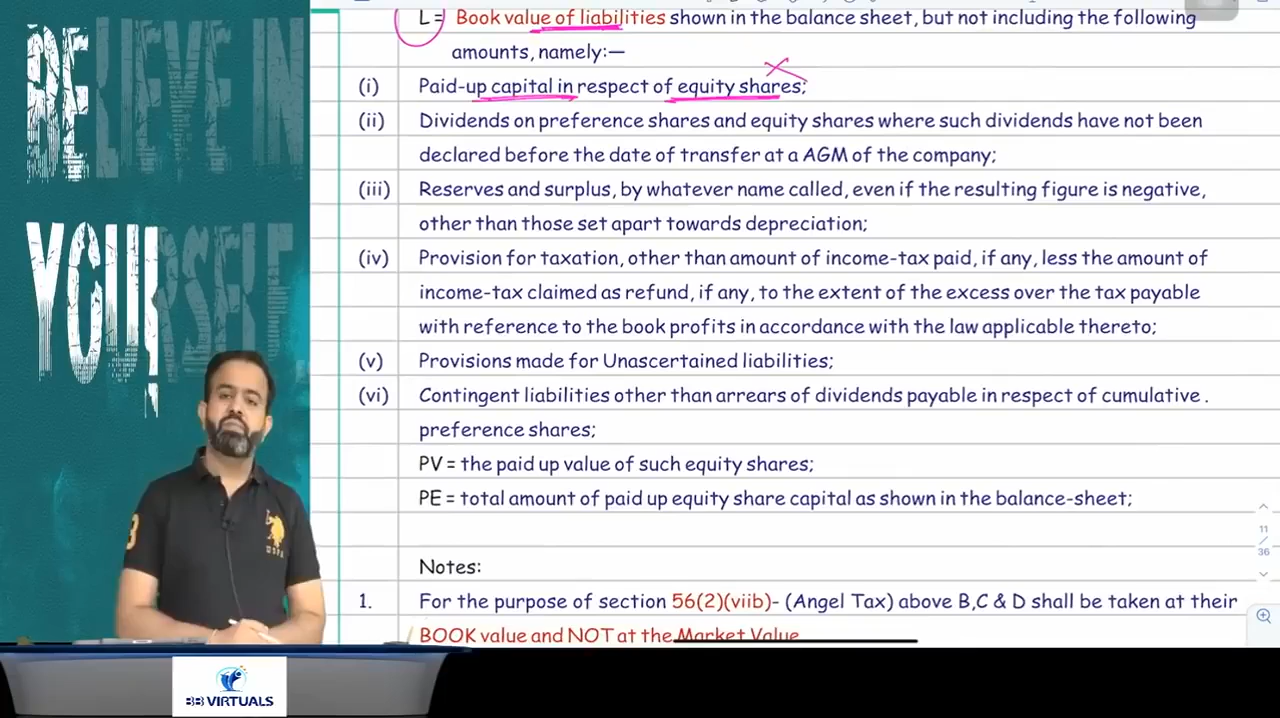 BELIEVE IN
YOU!RSELF
L = Book value of liabilities shown in the balance sheet, but not including the following
amounts, namely:—
(i) Paid-up capital in respect of equity shares;
(ii) Dividends on preference shares and equity shares where such dividends have not been
declared before the date of transfer at a AGM of the company;
(iii) Reserves and surplus, by whatever name called, even if the resulting figure is negative,
other than those set apart towards depreciation;
(iv) Provision for taxation, other than amount of income-tax paid, if any, less the amount of
income-tax claimed as refund, if any, to the extent of the excess over the tax payable
with reference to the book profits in accordance with the law applicable thereto;
(v) Provisions made for Unascertained liabilities;
(vi) Contingent liabilities other than arrears of dividends payable in respect of cumulative .
preference shares;
PV = the paid up value of such equity shares;
PE = total amount of paid up equity share capital as shown in the balance-sheet;
Notes:
1. For the purpose of section 56(2)(viib)- (Angel Tax) above B,C & D shall be taken at their
BOOK value and NOT at the Market Value
11
/
36
3
USPA
BB VIRTUALS